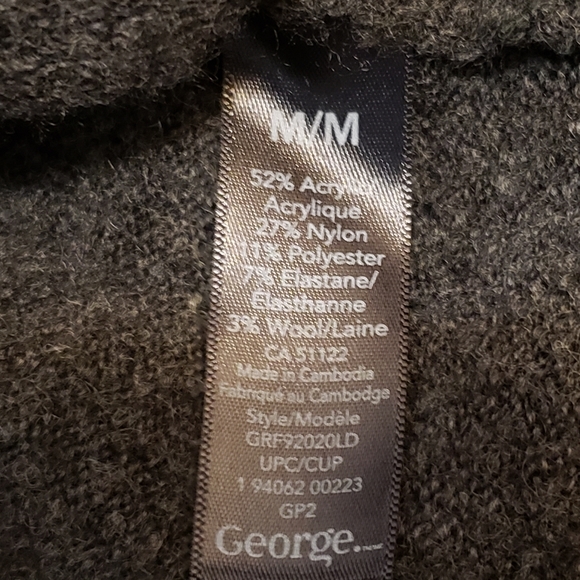 M/M
52% Acrylic/
Acrylique
27% Nylon
11% Polyester
7% Elastane/
Elasthanne
3% Wool/Laine
CA 51122
Made in Cambodia
Fabriqué au Cambodge
Style/Modèle
GRF92020LD
UPC/CUP
1 94062 00223
GP2
George.